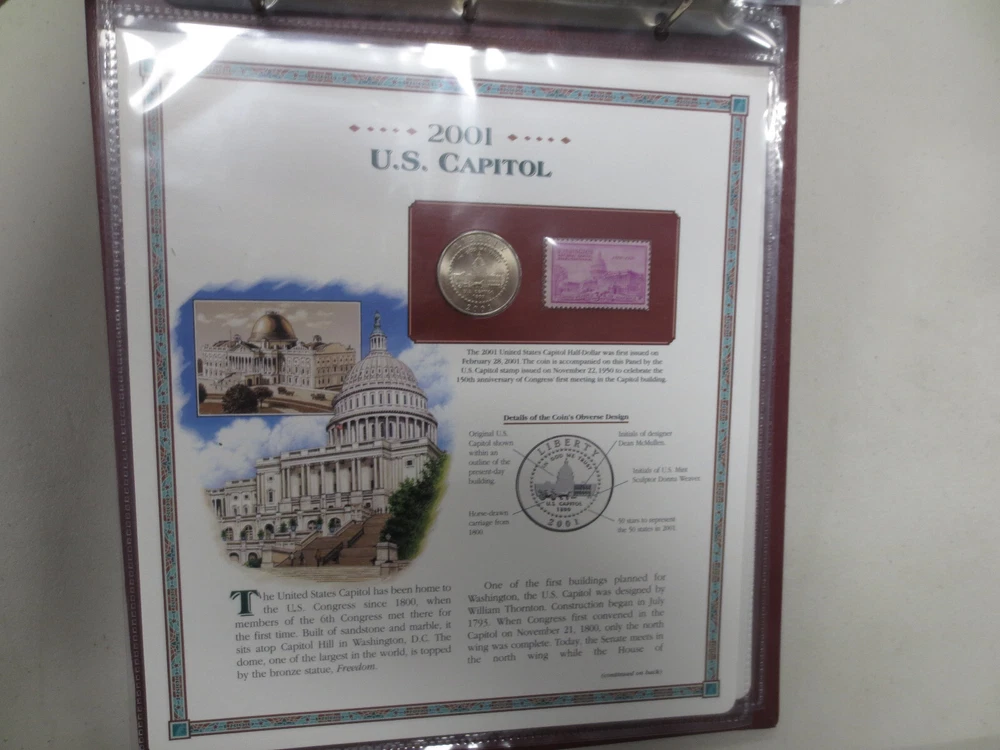 2001
U.S. CAPITOL
The 2001 United States Capitol Half-Dollar was first issued on
February 28, 2001. The coin is accompanied on this Panel by the
U.S. Capitol stamp issued on November 22, 1950 to celebrate the
150th anniversary of Congress' first meeting in the Capitol building.
Details of the Coin's Obverse Design
Original U.S.
Capitol shown
within an
outline of the
present-day
building.
Horse-drawn
carriage from
1800
LIBERTY
IN GOD WE TRUST
U.S. CAPITOL
2001
Initials of designer
Dean McMullen.
Initials of U.S. Mint
Sculptor Donna Weaver
50 stars to represent
the 50 states in 2001.
The United States Capitol has been home to
the U.S. Congress since 1800, when
members of the 6th Congress met there for
the first time. Built of sandstone and marble, it
sits atop Capitol Hill in Washington, D.C. The
dome, one of the largest in the world, is topped
by the bronze statue, Freedom.
One of the first buildings planned for
Washington, the U.S. Capitol was designed by
William Thornton. Construction began in July
1793. When Congress first convened in the
Capitol on November 21, 1800, only the north
wing was complete. Today, the Senate meets in
the north wing while the House of
(continued on back)